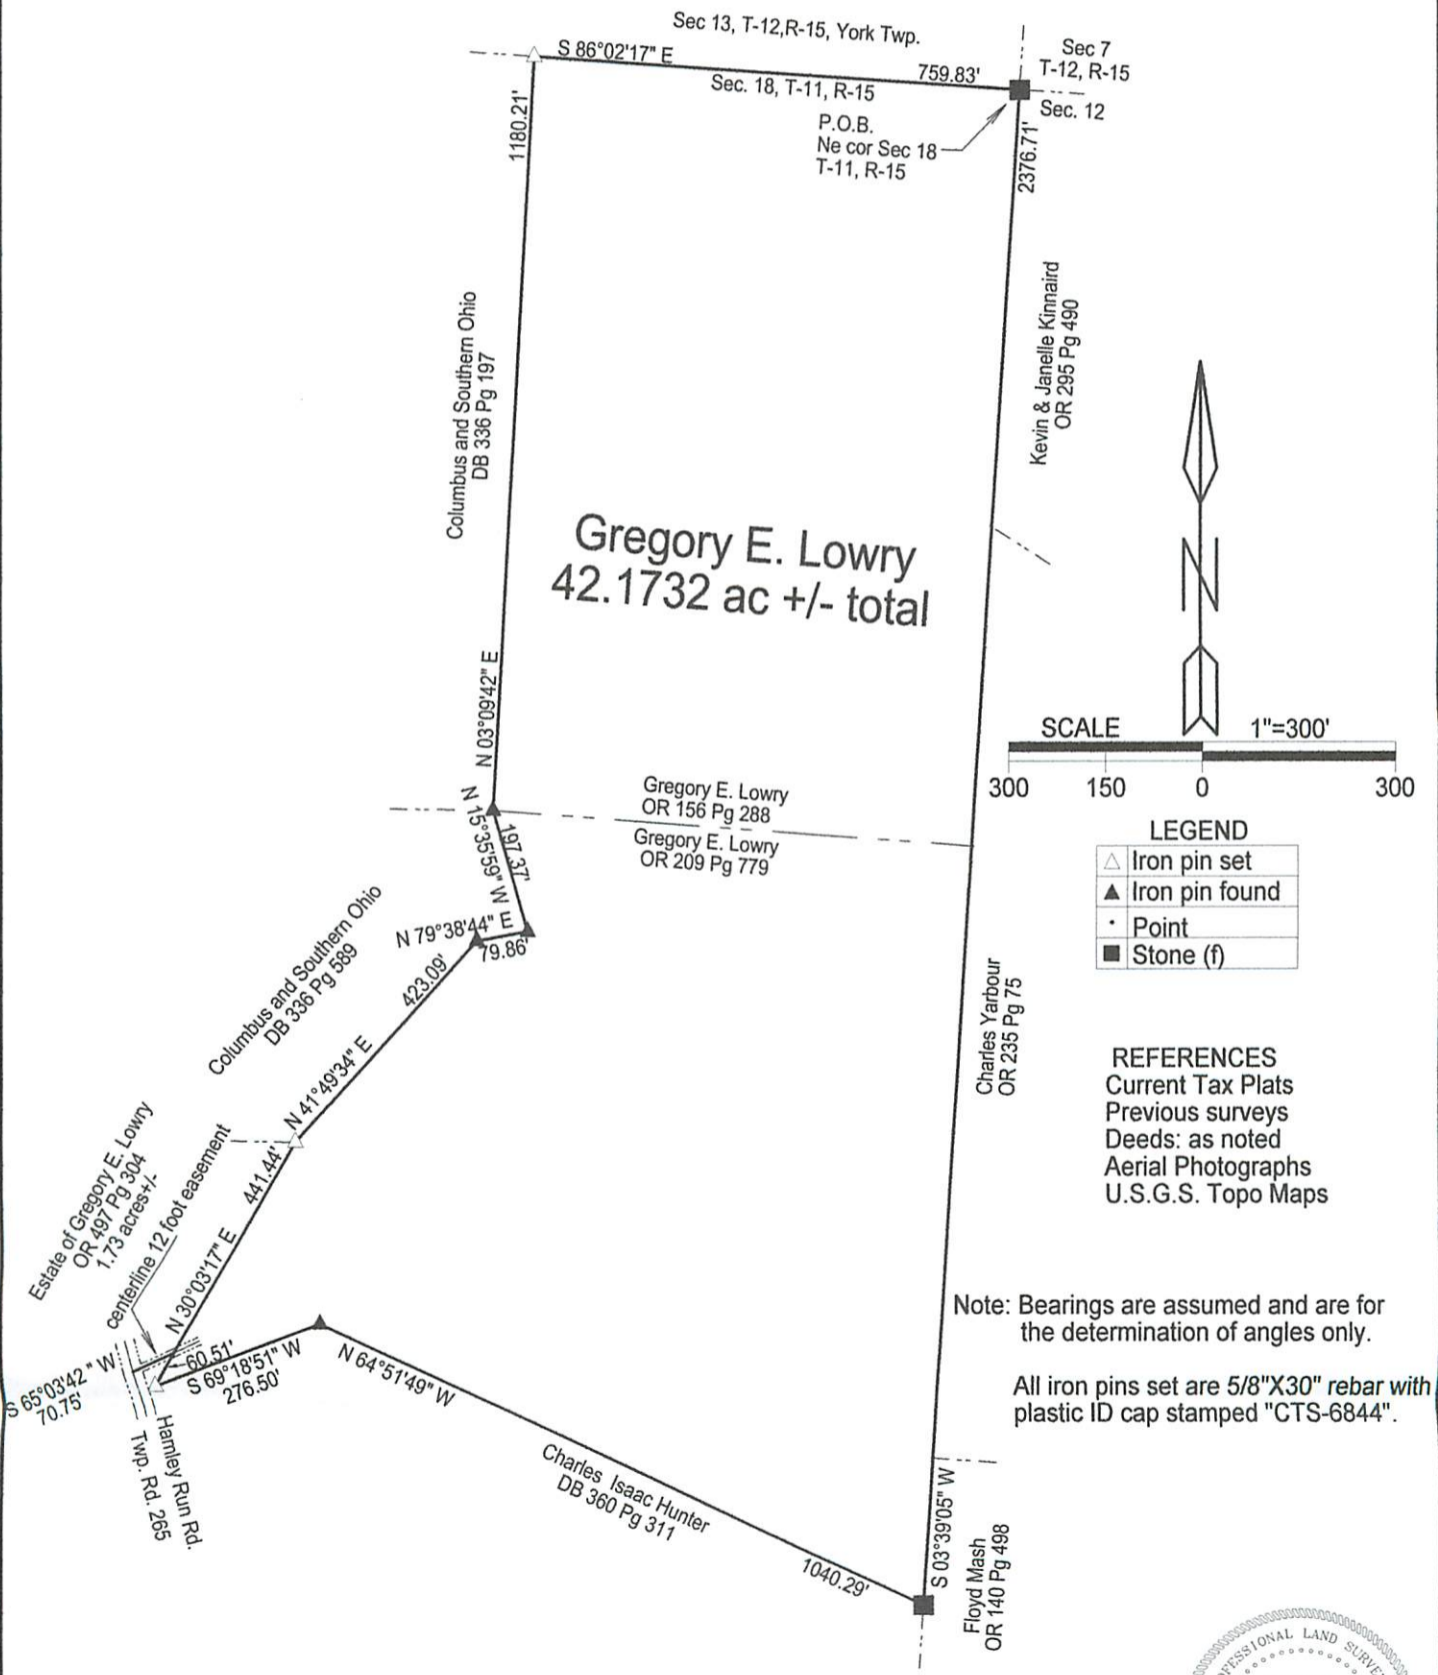 Sec 13, T-12,R-15, York Twp.
S 86°02'17" E
759.83'
Sec 7
T-12, R-15
Sec. 18, T-11, R-15
Sec. 12
P.O.B.
Ne cor Sec 18
T-11, R-15
1180.21'
2376.71'
Columbus and Southern Ohio
DB 336 Pg 197
Kevin & Janelle Kinnaird
OR 295 Pg 490
Gregory E. Lowry
42.1732 ac +/- total
N 03°09'42" E
N
SCALE 1"=300'
300 150 0 300
Gregory E. Lowry
OR 156 Pg 288
Gregory E. Lowry
OR 209 Pg 779
N 15°35'59" W
197.37'
N 79°38'44" E
79.86'
LEGEND
Iron pin set
Iron pin found
Point
Stone (f)
Columbus and Southern Ohio
DB 336 Pg 589
423.09'
N 41°49'34" E
Charles Yarbour
OR 235 Pg 75
REFERENCES
Current Tax Plats
Previous surveys
Deeds: as noted
Aerial Photographs
U.S.G.S. Topo Maps
Estate of Gregory E. Lowry
OR 497 Pg 304
1.73 acres+/-
centerline 12 foot easement
441.44'
N 30°03'17" E
60.51'
S 69°18'51" W
276.50'
S 65°03'42" W
70.75'
Hamley Run Rd.
Twp. Rd. 265
N 64°51'49" W
1040.29'
Charles Isaac Hunter
DB 360 Pg 311
Note: Bearings are assumed and are for
the determination of angles only.
All iron pins set are 5/8"X30" rebar with
plastic ID cap stamped "CTS-6844".
S 03°39'05" W
Floyd Mash
OR 140 Pg 498
FESSIONAL LAND SURVE